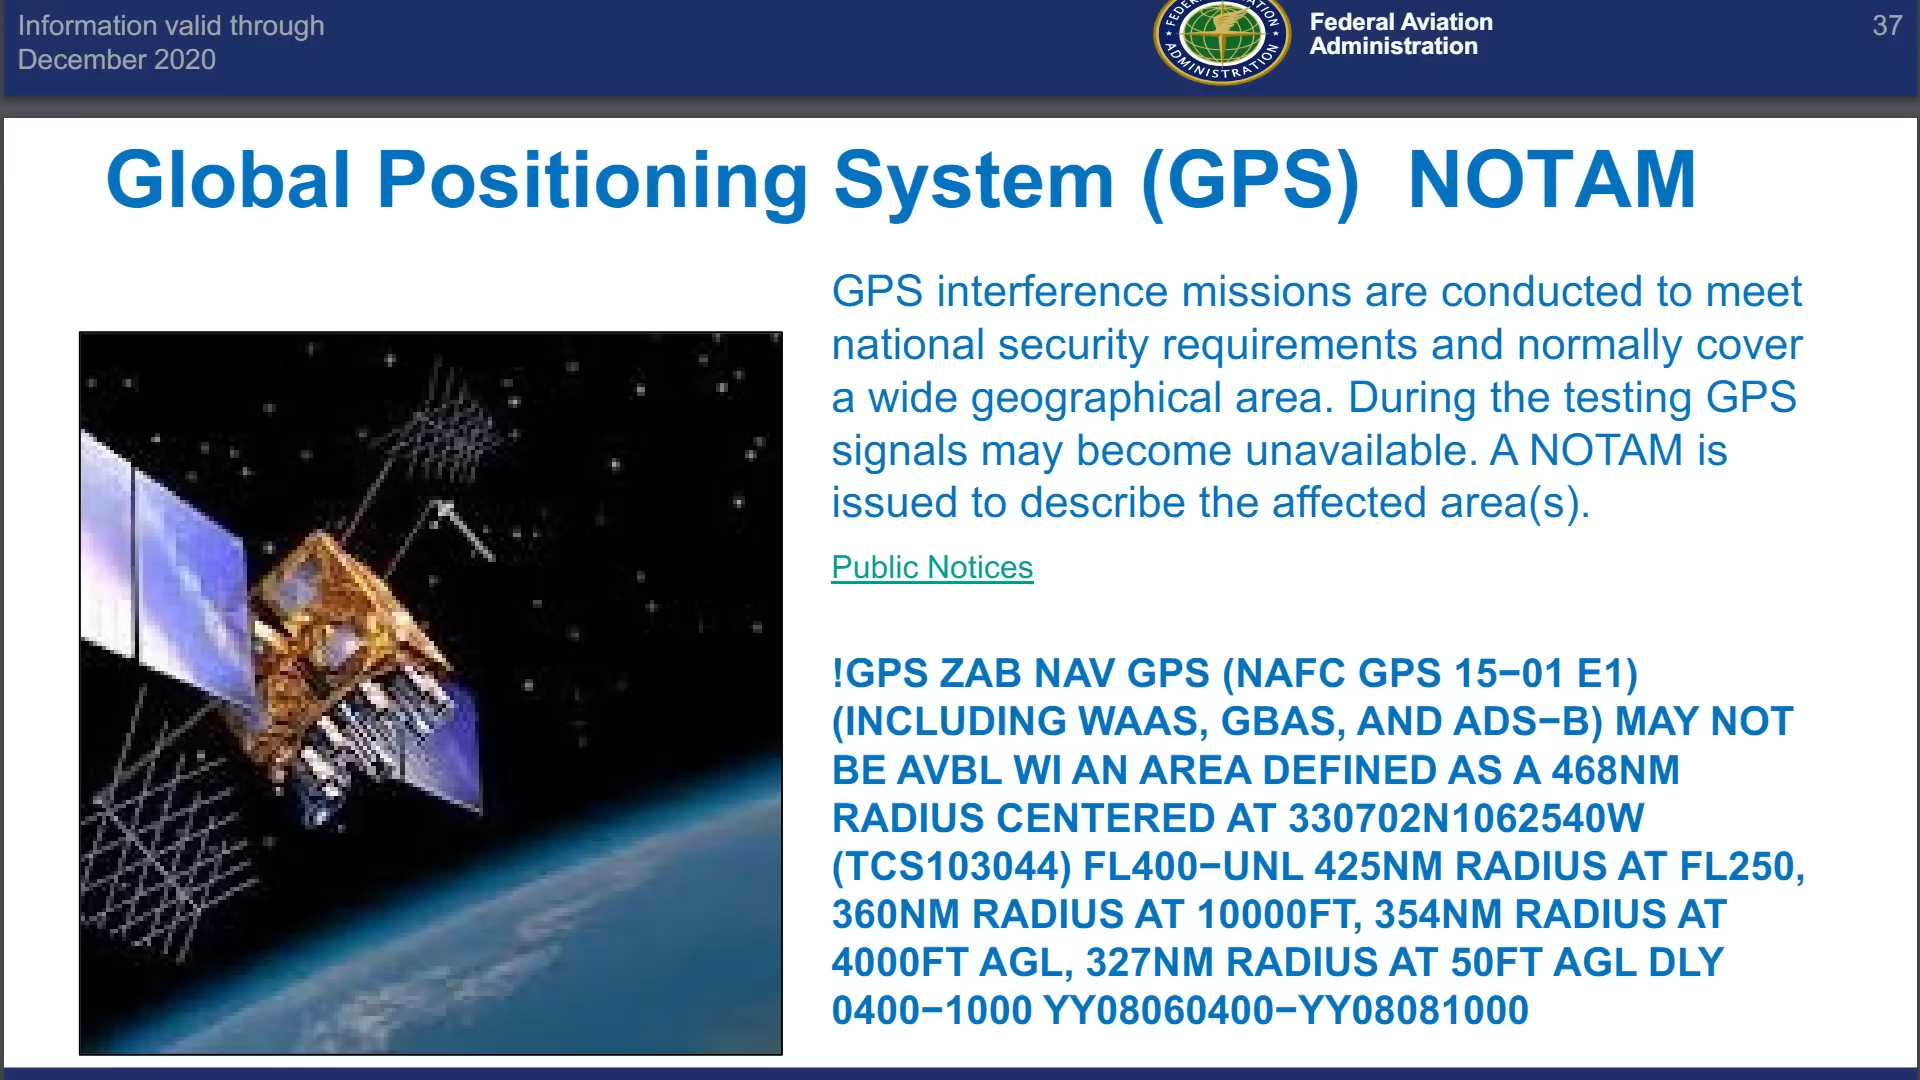 Information valid through
December 2020
FEDERAL AVIATION
ADMINISTRATION
Federal Aviation
Administration
37
Global Positioning System (GPS)  NOTAM
GPS interference missions are conducted to meet
national security requirements and normally cover
a wide geographical area. During the testing GPS
signals may become unavailable. A NOTAM is
issued to describe the affected area(s).
Public Notices
!GPS ZAB NAV GPS (NAFC GPS 15−01 E1)
(INCLUDING WAAS, GBAS, AND ADS−B) MAY NOT
BE AVBL WI AN AREA DEFINED AS A 468NM
RADIUS CENTERED AT 330702N1062540W
(TCS103044) FL400−UNL 425NM RADIUS AT FL250,
360NM RADIUS AT 10000FT, 354NM RADIUS AT
4000FT AGL, 327NM RADIUS AT 50FT AGL DLY
0400−1000 YY08060400−YY08081000